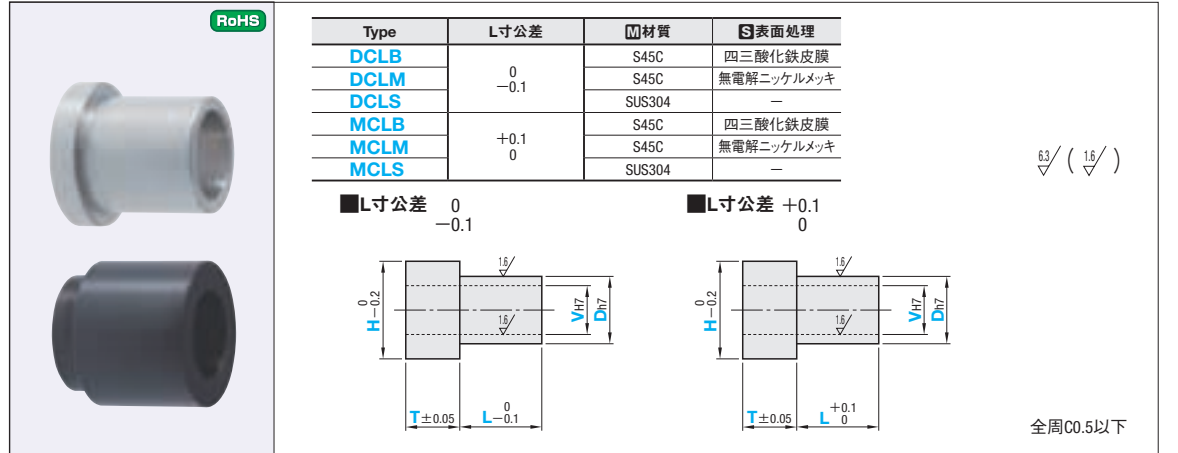 RoHS
Type L寸公差 M材質 S表面処理
DCLB 0 −0.1 S45C 四三酸化鉄皮膜
DCLM S45C 無電解ニッケルメッキ
DCLS SUS304 −
MCLB +0.1 0 S45C 四三酸化鉄皮膜
MCLM S45C 無電解ニッケルメッキ
MCLS SUS304 −
6.3 ( 1.6 )
■L寸公差 0 −0.1
■L寸公差 +0.1 0
1.6
1.6
H 0 −0.2
VH7
Dh7
T±0.05
L 0 −0.1
1.6
1.6
H 0 −0.2
VH7
Dh7
T±0.05
L +0.1 0
全周C0.5以下